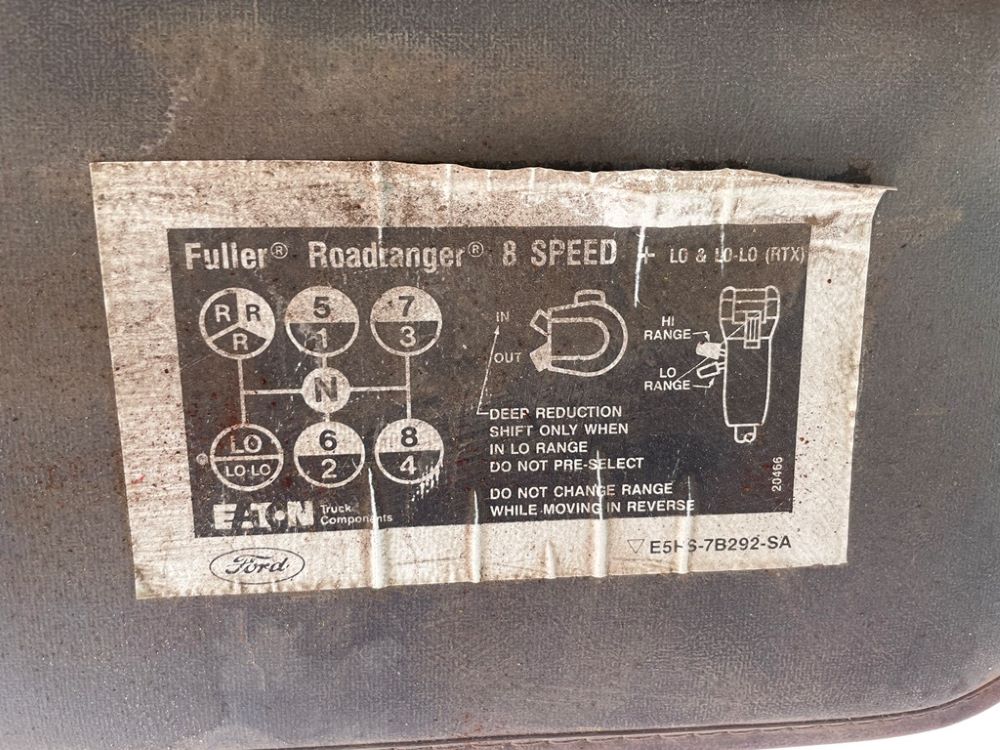 Fuller® Roadranger® 8 SPEED + LO & LO-LO (RTX)
R R
R
5
1
7
3
N
LO
LO-LO
6
2
8
4
IN
OUT
HI
RANGE
LO
RANGE
DEEP REDUCTION
SHIFT ONLY WHEN
IN LO RANGE
DO NOT PRE-SELECT
DO NOT CHANGE RANGE
WHILE MOVING IN REVERSE
20466
EATON Truck
Components
Ford
▽ E5HS-7B292-SA